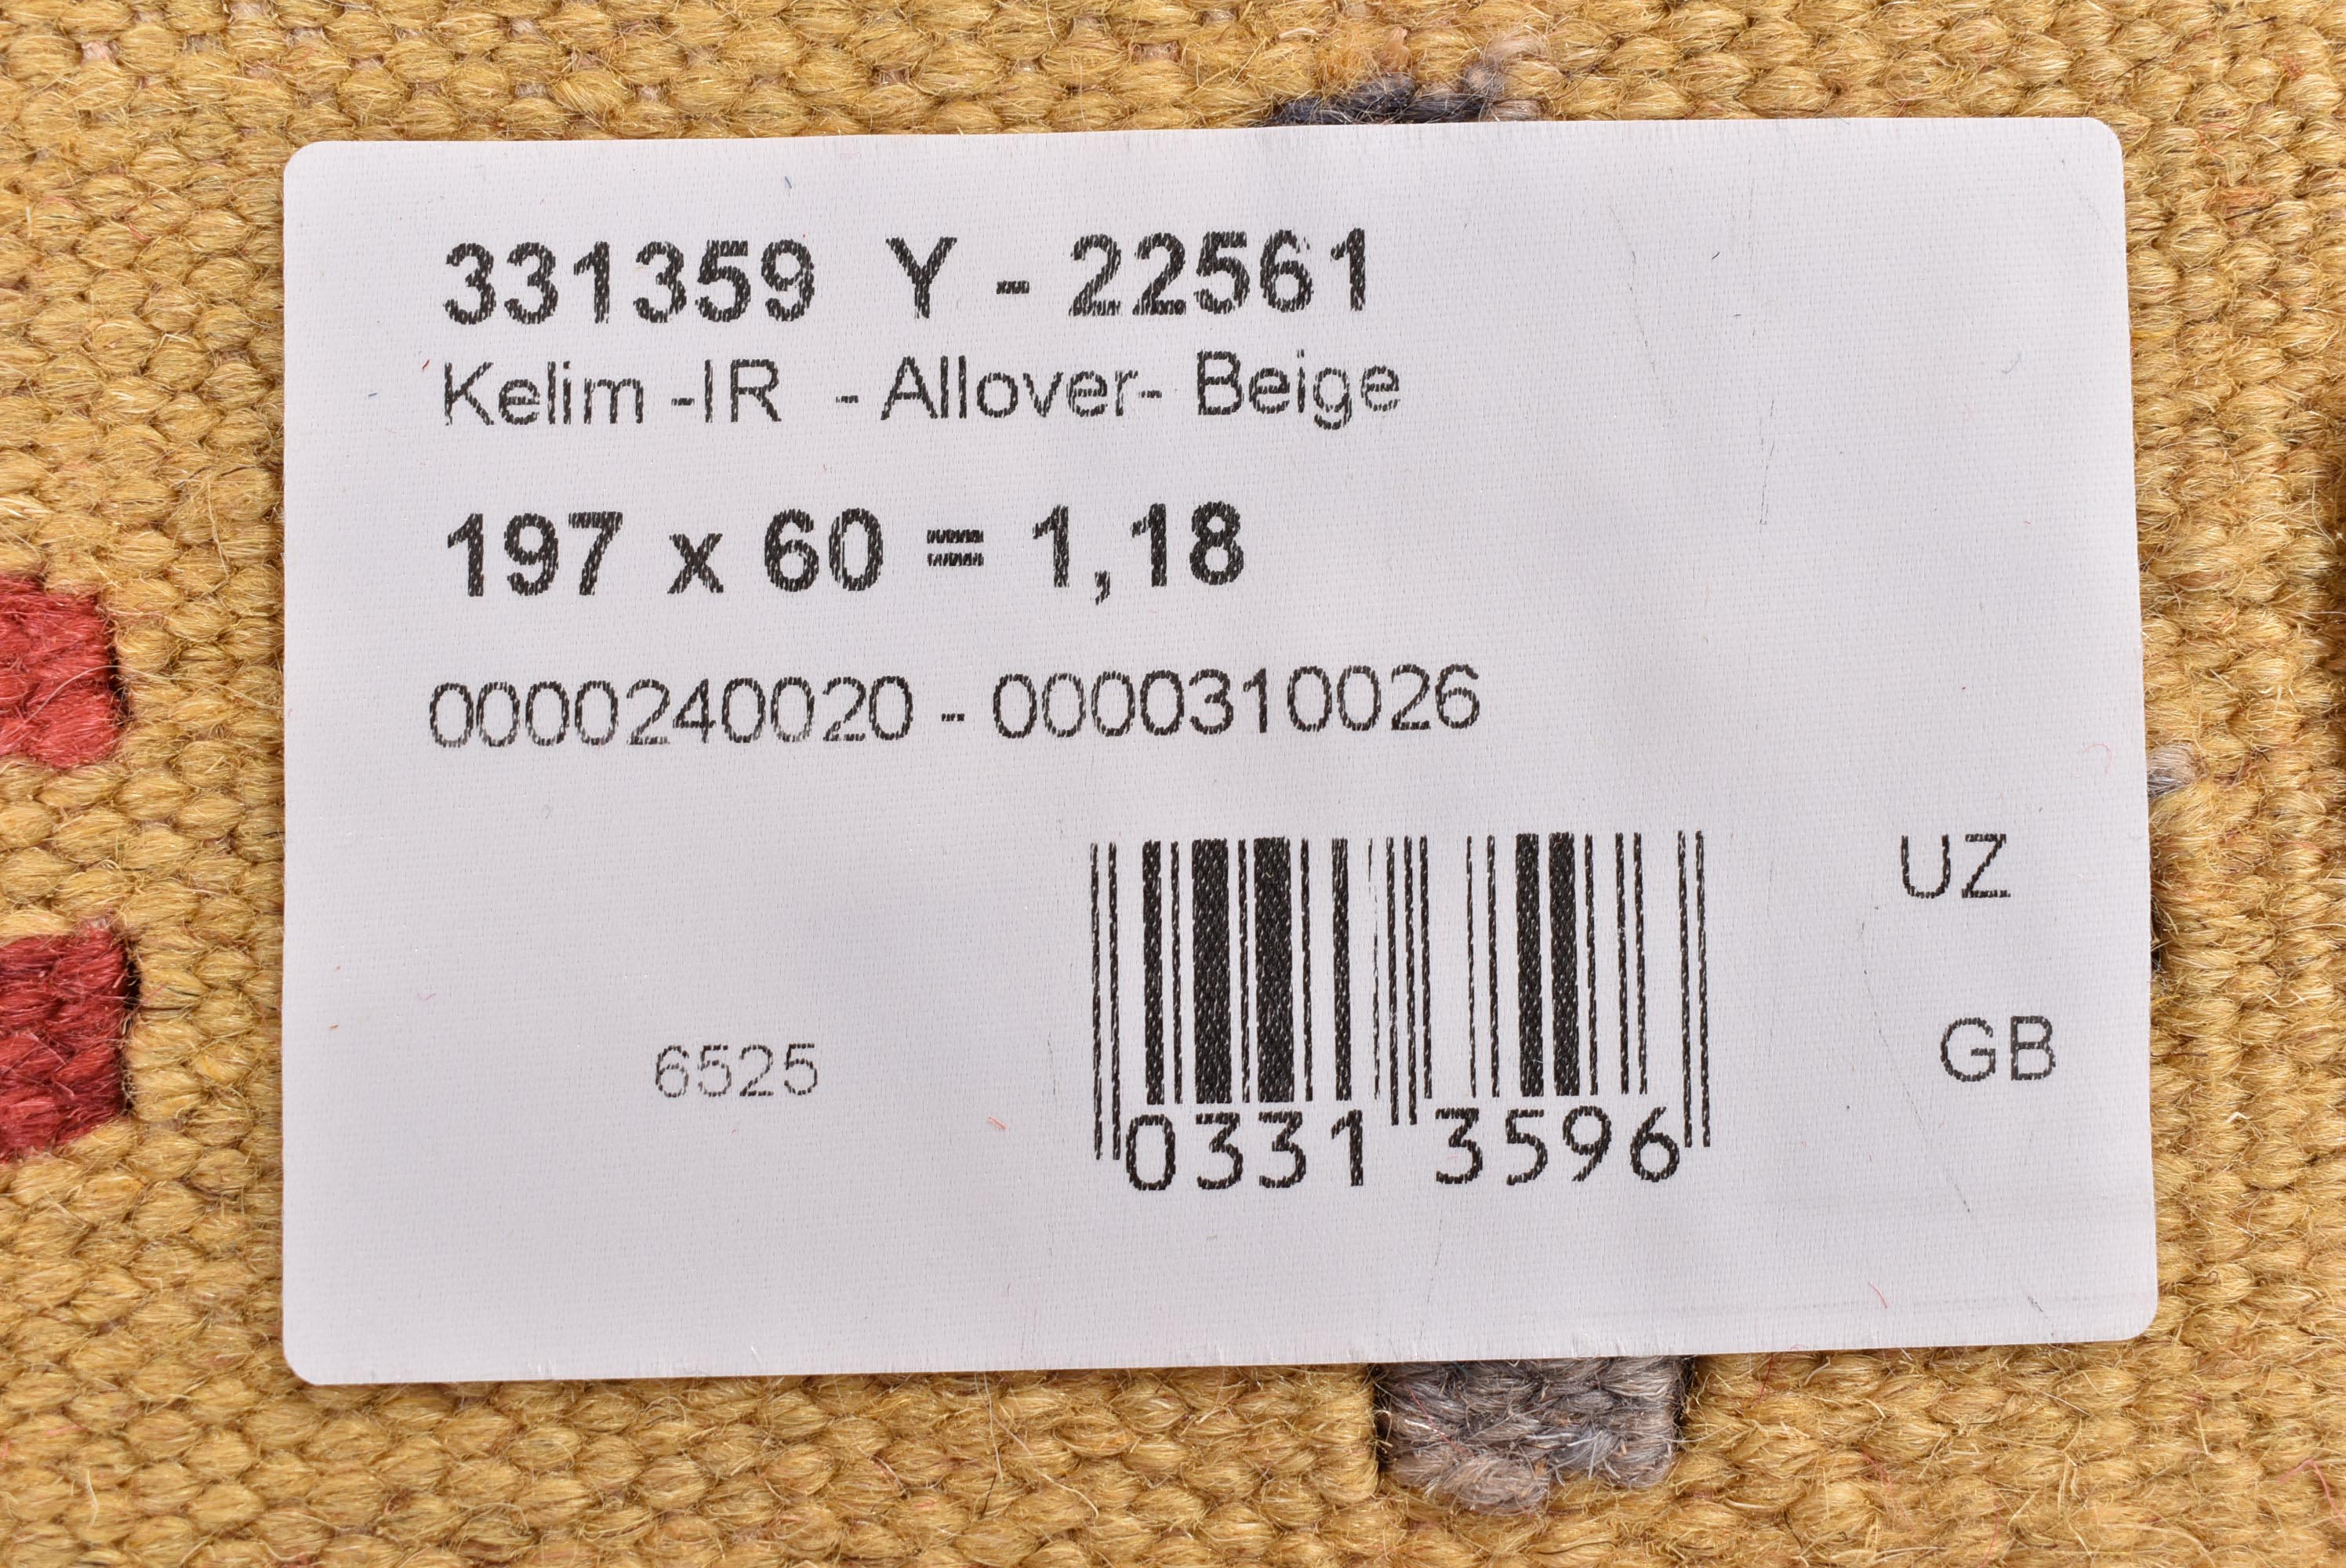 331359 Y - 22561
Kelim -IR - Allover- Beige
197 x 60 = 1,18
0000240020 - 0000310026
UZ
GB
6525
0331 3596